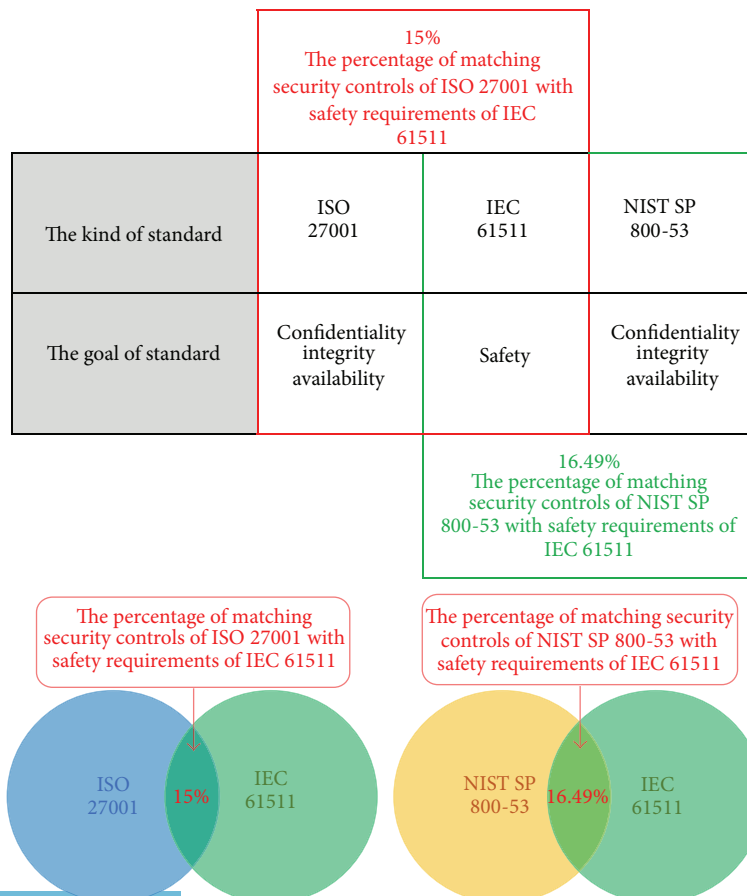 15%
The percentage of matching
security controls of ISO 27001 with
safety requirements of IEC
61511
The kind of standard
ISO
27001
IEC
61511
NIST SP
800-53
The goal of standard
Confidentiality
integrity
availability
Safety
Confidentiality
integrity
availability
16.49%
The percentage of matching
security controls of NIST SP
800-53 with safety requirements of
IEC 61511
The percentage of matching
security controls of ISO 27001 with
safety requirements of IEC 61511
The percentage of matching security
controls of NIST SP 800-53 with
safety requirements of IEC 61511
ISO
27001
15%
IEC
61511
NIST SP
800-53
16.49%
IEC
61511